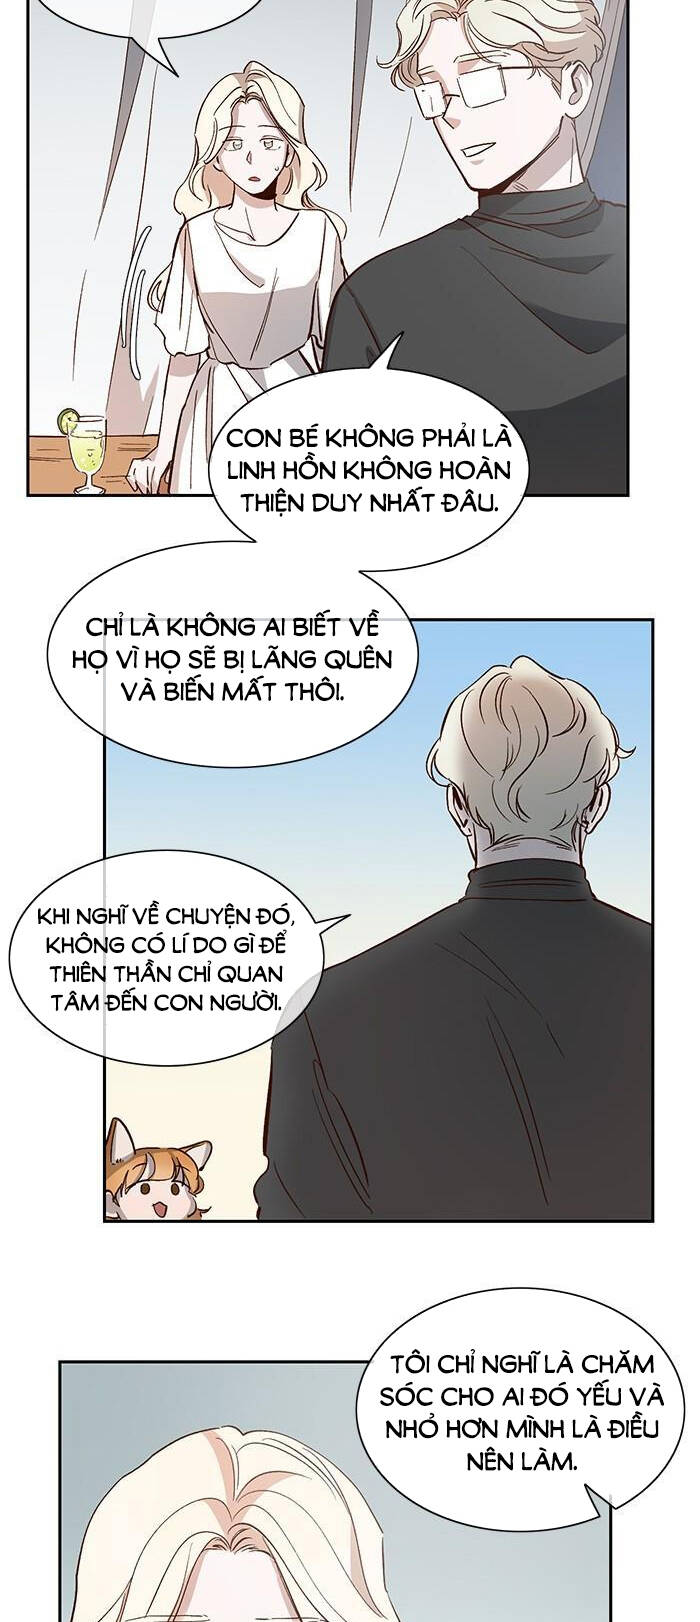 CON BÉ KHÔNG PHẢI LÀ
LINH HỒN KHÔNG HOÀN
THIỆN DUY NHẤT ĐÂU.
CHỈ LÀ KHÔNG AI BIẾT VỀ
HỌ VÌ HỌ SẼ BỊ LÃNG QUÊN
VÀ BIẾN MẤT THÔI.
KHI NGHĨ VỀ CHUYỆN ĐÓ,
KHÔNG CÓ LÍ DO GÌ ĐỂ
THIÊN THẦN CHỈ QUAN
TÂM ĐẾN CON NGƯỜI.
TÔI CHỈ NGHĨ LÀ CHĂM
SÓC CHO AI ĐÓ YẾU VÀ
NHỎ HƠN MÌNH LÀ ĐIỀU
NÊN LÀM.